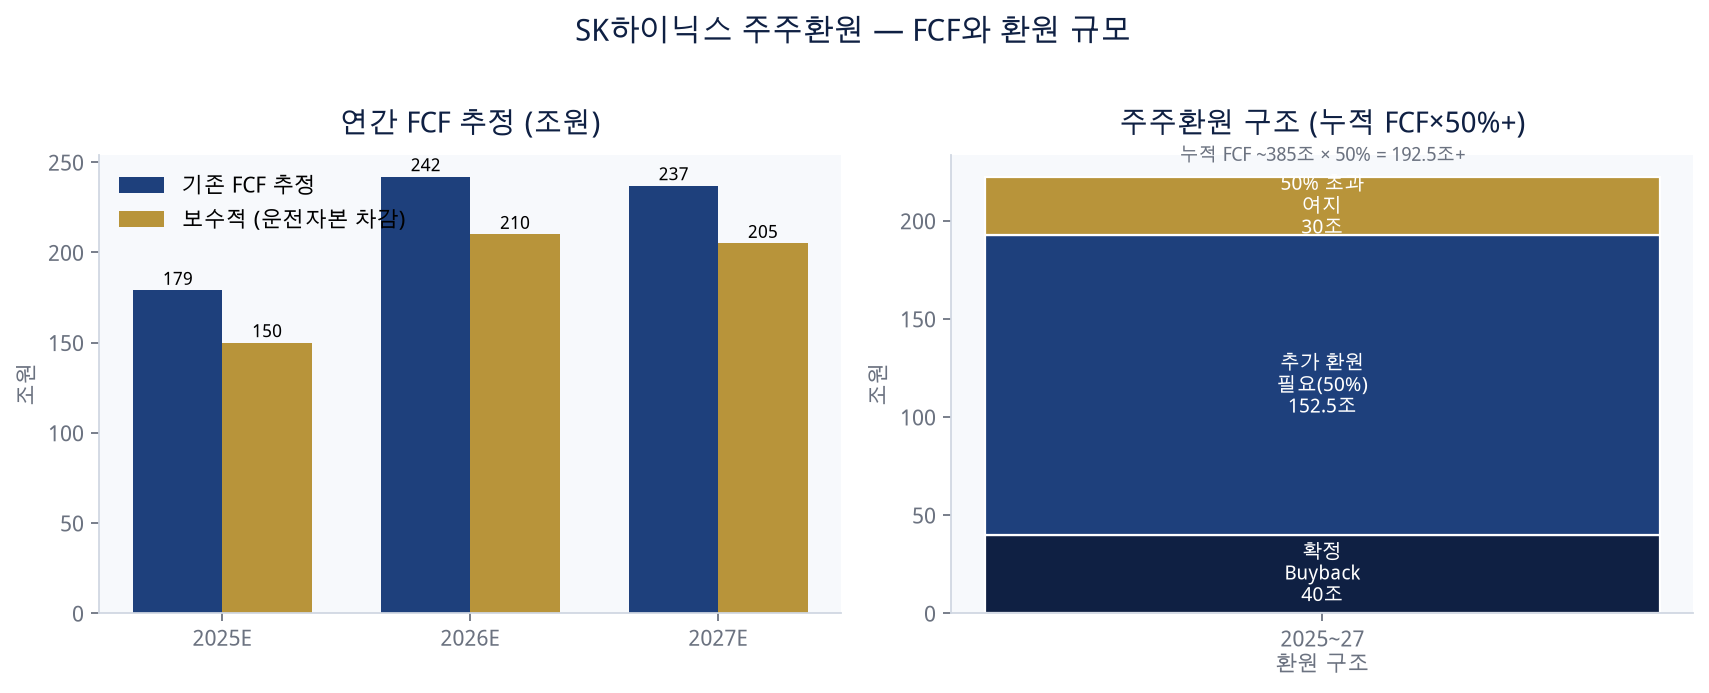 SK하이닉스 주주환원 — FCF와 환원 규모
연간 FCF 추정 (조원)
250
200
150
100
50
0
조원
기존 FCF 추정
보수적 (운전자본 차감)
179
150
242
210
237
205
2025E
2026E
2027E
주주환원 구조 (누적 FCF×50%+)
누적 FCF ~385조 × 50% = 192.5조+
200
150
100
50
0
조원
50% 초과
여지
30조
추가 환원
필요(50%)
152.5조
확정
Buyback
40조
2025~27
환원 구조